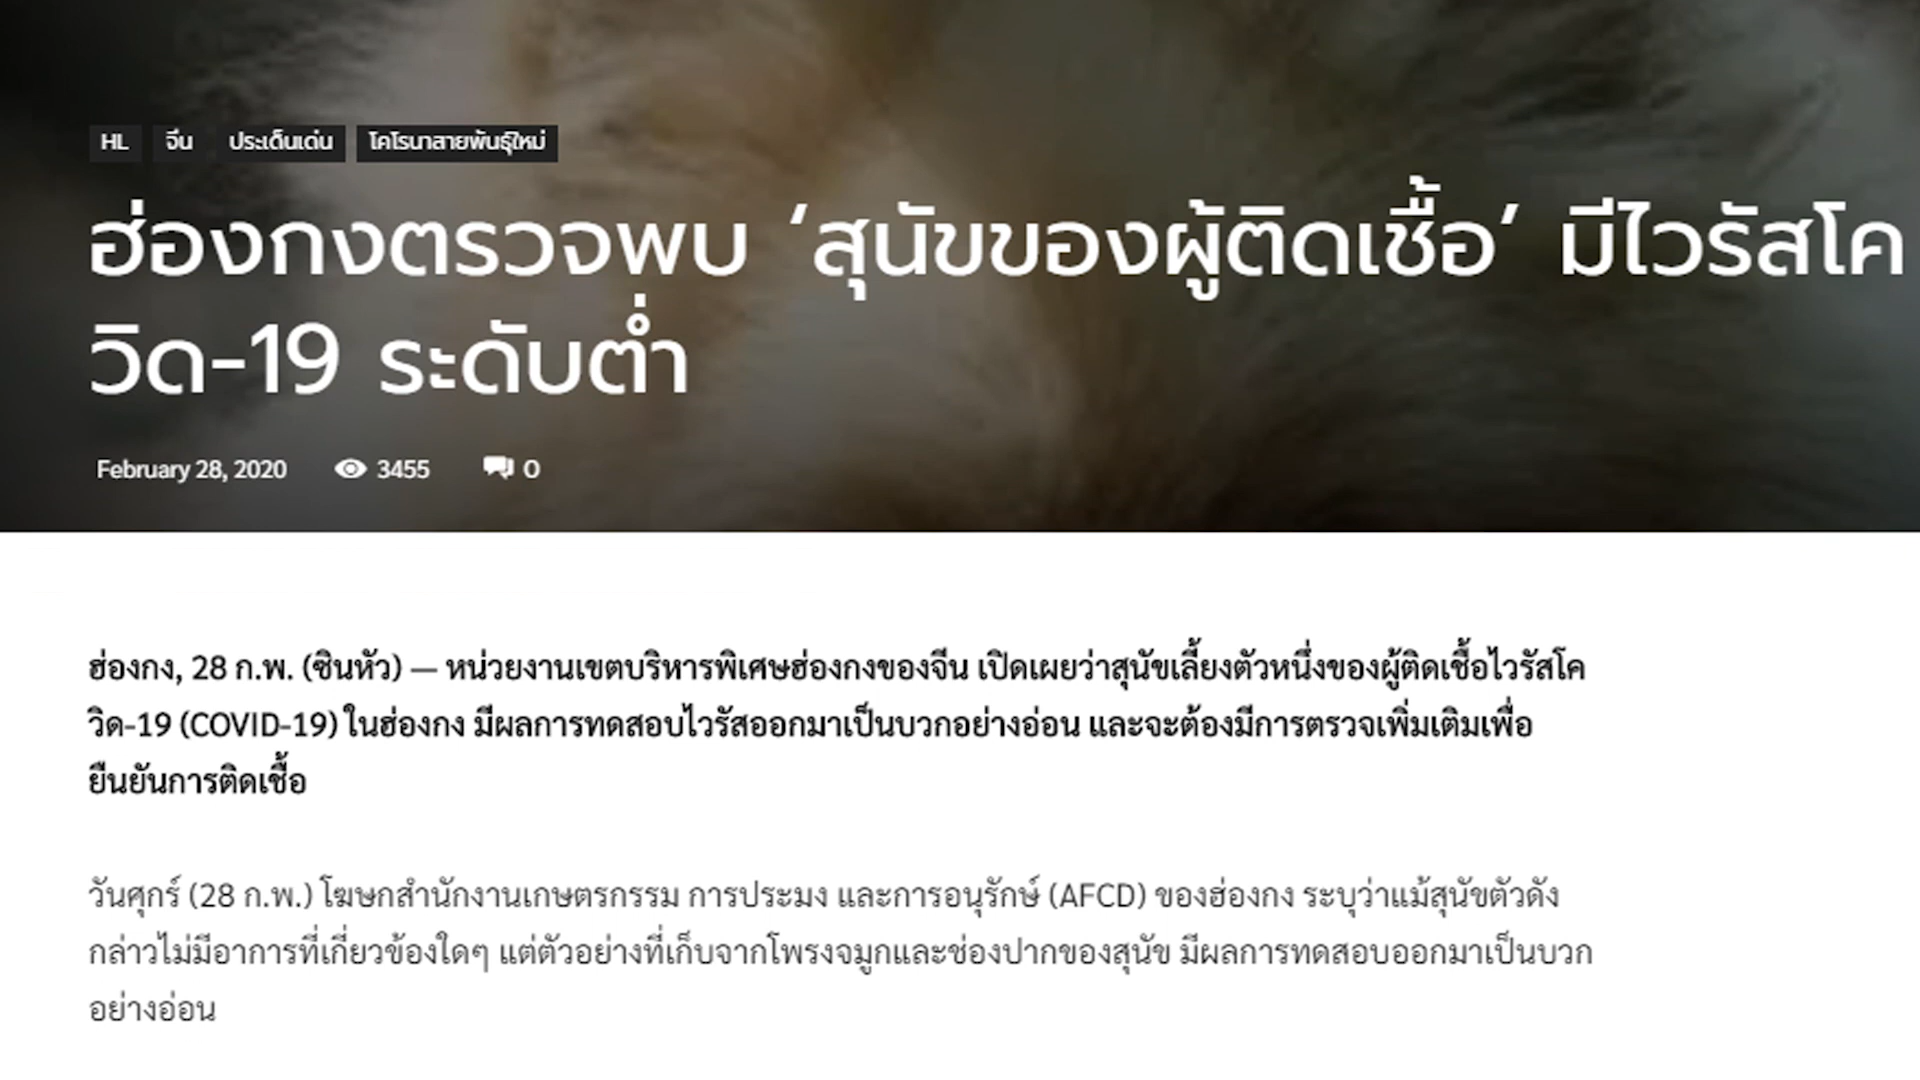 HL จีน ประเด็นเด่น โคโรนาสายพันธุ์ใหม่
ฮ่องกงตรวจพบ ‘สุนัขของผู้ติดเชื้อ’ มีไวรัสโค
วิด-19 ระดับต่ำ
February 28, 2020 3455 0
ฮ่องกง, 28 ก.พ. (ซินหัว) — หน่วยงานเขตบริหารพิเศษฮ่องกงของจีน เปิดเผยว่าสุนัขเลี้ยงตัวหนึ่งของผู้ติดเชื้อไวรัสโค
วิด-19 (COVID-19) ในฮ่องกง มีผลการทดสอบไวรัสออกมาเป็นบวกอย่างอ่อน และจะต้องมีการตรวจเพิ่มเติมเพื่อ
ยืนยันการติดเชื้อ
วันศุกร์ (28 ก.พ.) โฆษกสำนักงานเกษตรกรรม การประมง และการอนุรักษ์ (AFCD) ของฮ่องกง ระบุว่าแม้สุนัขตัวดัง
กล่าวไม่มีอาการที่เกี่ยวข้องใดๆ แต่ตัวอย่างที่เก็บจากโพรงจมูกและช่องปากของสุนัข มีผลการทดสอบออกมาเป็นบวก
อย่างอ่อน